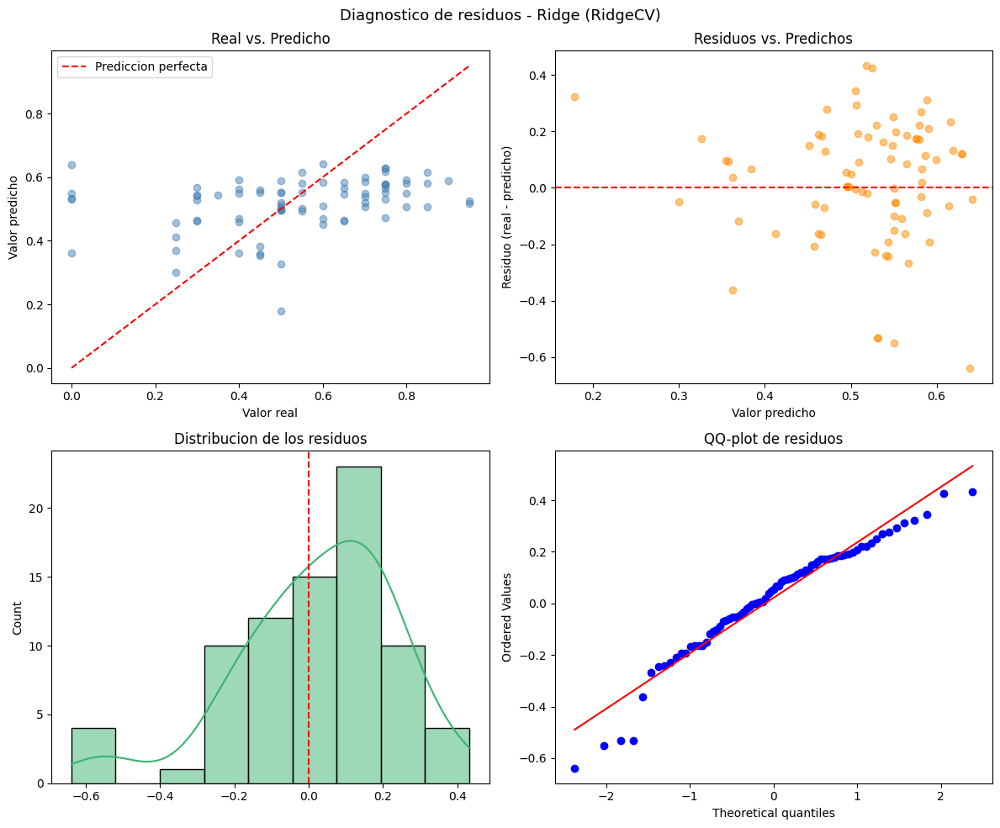 Diagnostico de residuos - Ridge (RidgeCV)
Real vs. Predicho
Prediccion perfecta
Valor predicho
0.8
0.6
0.4
0.2
0.0
0.0 0.2 0.4 0.6 0.8
Valor real
Residuos vs. Predichos
Residuo (real - predicho)
0.4
0.2
0.0
−0.2
−0.4
−0.6
0.2 0.3 0.4 0.5 0.6
Valor predicho
Distribucion de los residuos
Count
20
15
10
5
0
−0.6 −0.4 −0.2 0.0 0.2 0.4
QQ-plot de residuos
Ordered Values
0.4
0.2
0.0
−0.2
−0.4
−0.6
−2 −1 0 1 2
Theoretical quantiles